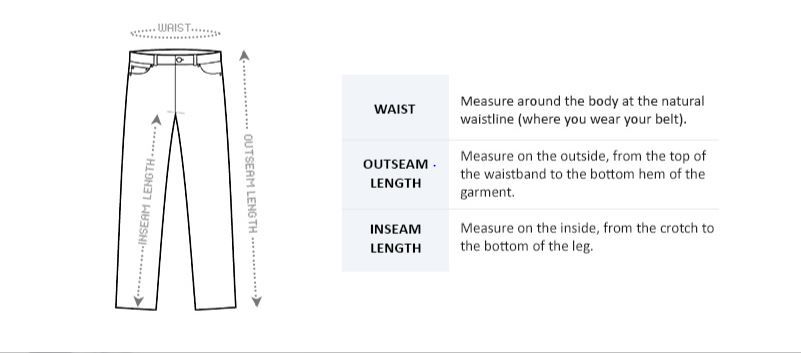 WAIST
INSEAM LENGTH
OUTSEAM LENGTH
WAIST
Measure around the body at the natural
waistline (where you wear your belt).
OUTSEAM ·
LENGTH
Measure on the outside, from the top of
the waistband to the bottom hem of the
garment.
INSEAM
LENGTH
Measure on the inside, from the crotch to
the bottom of the leg.